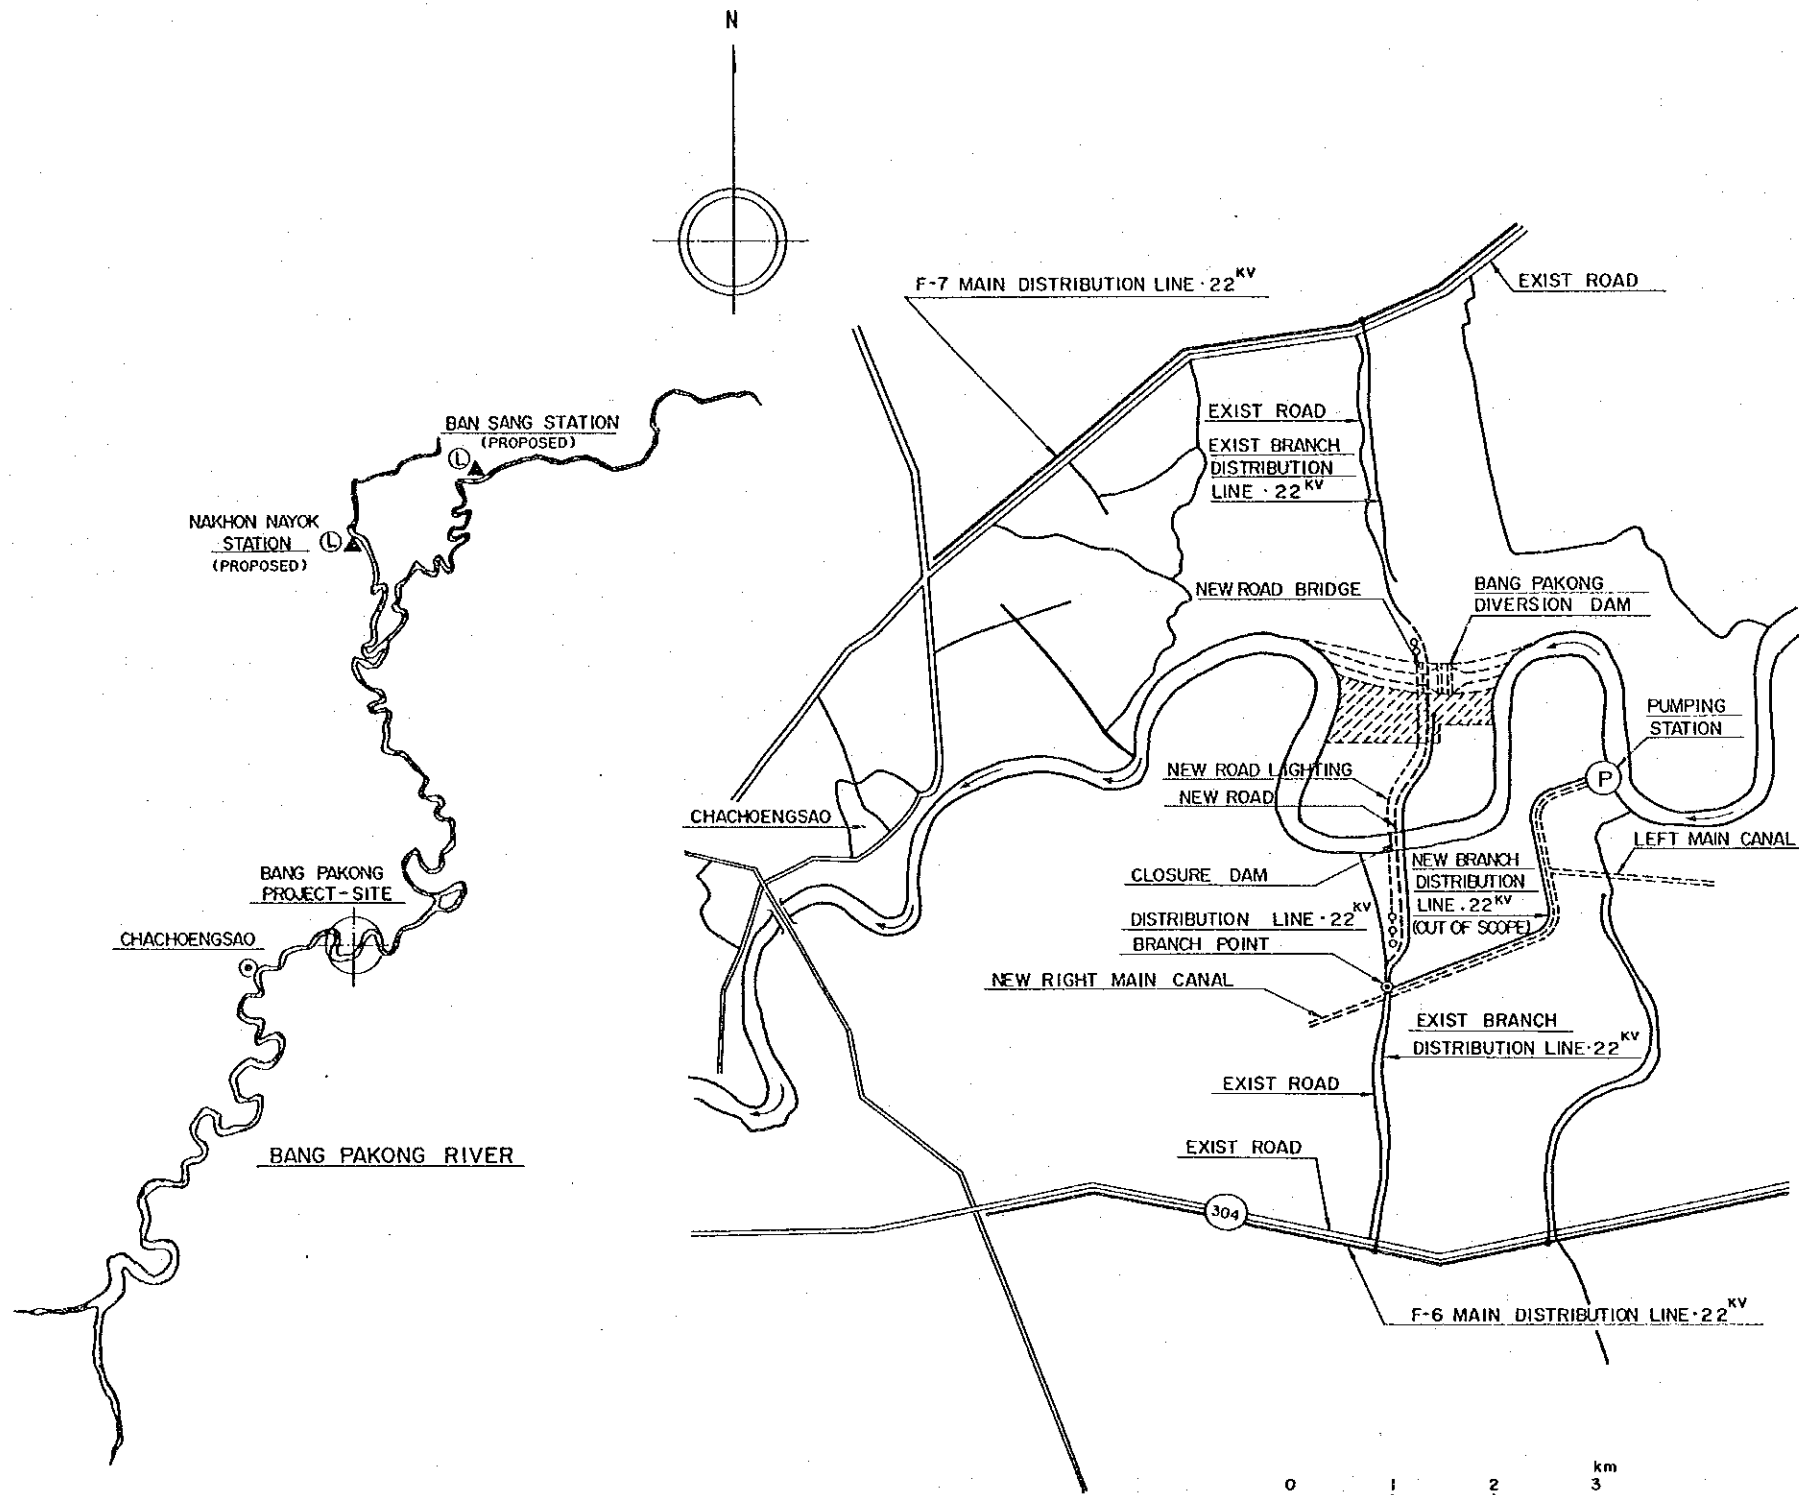 N
F-7 MAIN DISTRIBUTION LINE·22KV
EXIST ROAD
BAN SANG STATION
(PROPOSED)
L
NAKHON NAYOK
STATION
L
(PROPOSED)
BANG PAKONG
PROJECT-SITE
CHACHOENGSAO
BANG PAKONG RIVER
EXIST ROAD
EXIST BRANCH
DISTRIBUTION
LINE·22KV
NEW ROAD BRIDGE
BANG PAKONG
DIVERSION DAM
PUMPING
STATION
P
NEW ROAD LIGHTING
NEW ROAD
CHACHOENGSAO
LEFT MAIN CANAL
CLOSURE DAM
NEW BRANCH
DISTRIBUTION
LINE·22KV
(OUT OF SCOPE)
DISTRIBUTION LINE·22KV
BRANCH POINT
NEW RIGHT MAIN CANAL
EXIST BRANCH
DISTRIBUTION LINE·22KV
EXIST ROAD
EXIST ROAD
304
F-6 MAIN DISTRIBUTION LINE·22KV
km
0 1 2 3